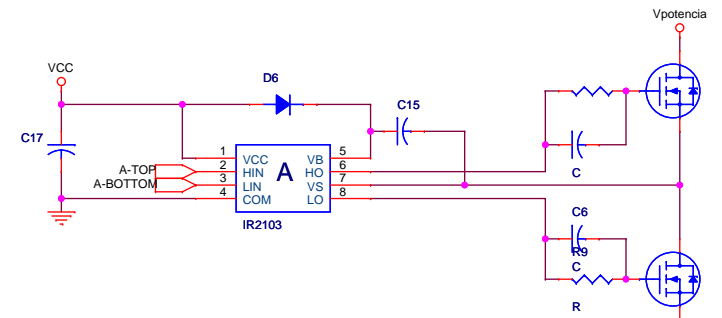 Vpotencia
VCC
D6
C15
C17
1 VCC VB 5
A-TOP 2 HIN A HO 6
A-BOTTOM 3 LIN VS 7
4 COM LO 8
IR2103
C
C6
R9
C
R